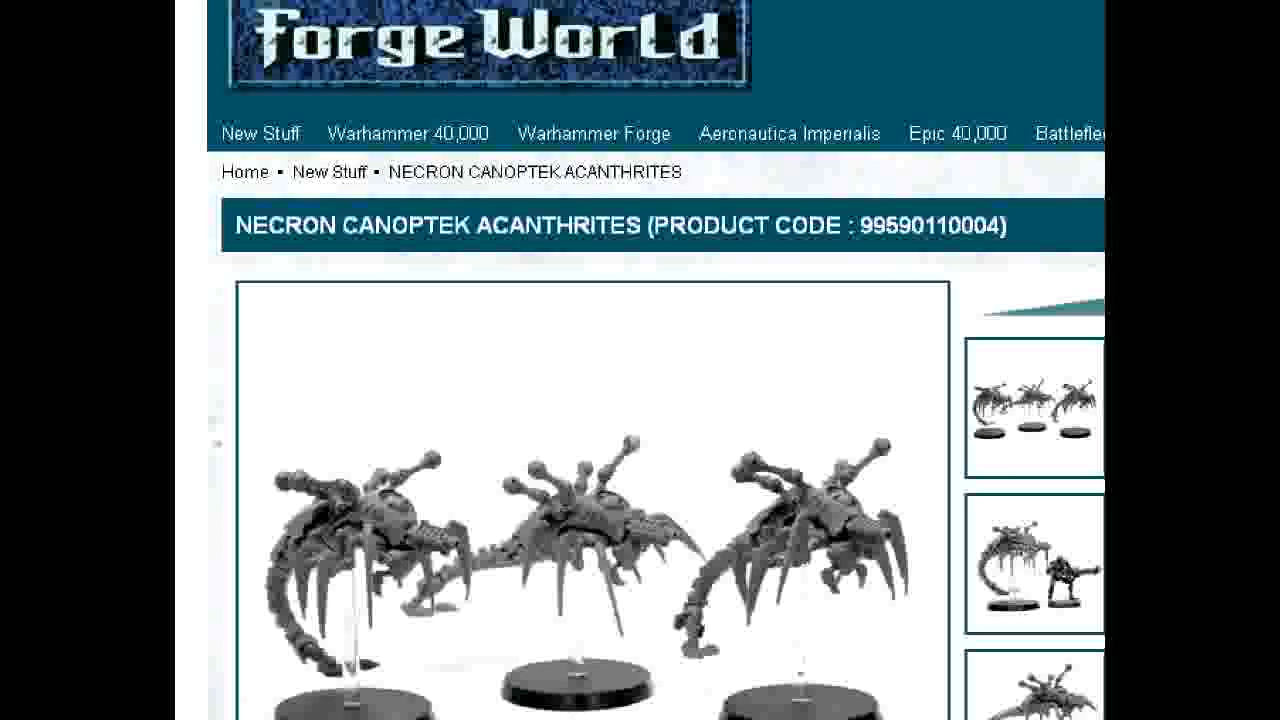 Forge World
New Stuff Warhammer 40,000 Warhammer Forge Aeronautica Imperialis Epic 40,000
Home • New Stuff • NECRON CANOPTEK ACANTHRITES
NECRON CANOPTEK ACANTHRITES (PRODUCT CODE : 99590110004)